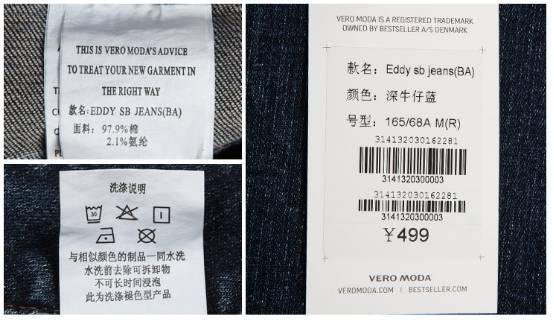 THIS IS VERO MODA'S ADVICE
TO TREAT YOUR NEW GARMENT IN
THE RIGHT WAY
款名:EDDY SB JEANS(BA)
面料: 97.9%棉
2.1%氨纶
洗涤说明
30
与相似颜色的制品一同水洗
水洗前去除可拆卸物
不可长时间浸泡
此为洗涤褪色型产品
VERO MODA IS A REGISTERED TRADEMARK
OWNED BY BESTSELLER A/S DENMARK
款名: Eddy sb jeans(BA)
颜色: 深牛仔蓝
号型: 165/68A M(R)
314132030162281
3141320300003
314132030162281
3141320300003
¥499
VERO MODA
VEROMODA.COM | BESTSELLER.COM